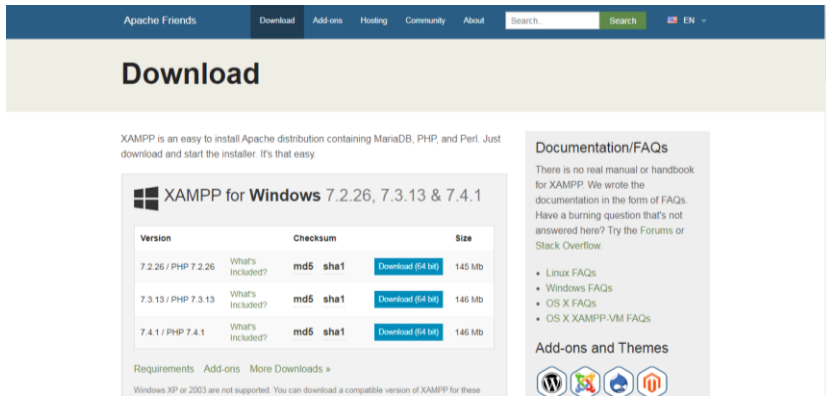 Apache Friends Download Add-ons Hosting Community About Search.. Search EN
Download
XAMPP is an easy to install Apache distribution containing MariaDB, PHP, and Perl. Just
download and start the installer. It's that easy.
XAMPP for Windows 7.2.26, 7.3.13 & 7.4.1
Version Checksum Size
7.2.26 / PHP 7.2.26 What's Included? md5 sha1 Download (64 bit) 145 Mb
7.3.13 / PHP 7.3.13 What's Included? md5 sha1 Download (64 bit) 146 Mb
7.4.1 / PHP 7.4.1 What's Included? md5 sha1 Download (64 bit) 146 Mb
Requirements Add-ons More Downloads »
Windows XP or 2003 are not supported. You can download a compatible version of XAMPP for these
Documentation/FAQs
There is no real manual or handbook
for XAMPP. We wrote the
documentation in the form of FAQs.
Have a burning question that's not
answered here? Try the Forums or
Stack Overflow.
• Linux FAQs
• Windows FAQs
• OS X FAQs
• OS X XAMPP-VM FAQs
Add-ons and Themes